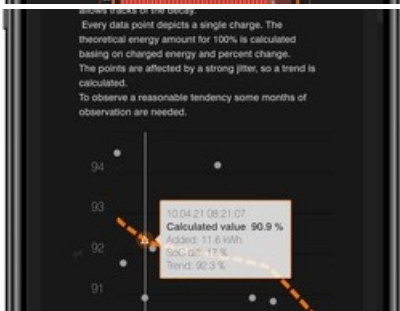 allows tracks of the decay.
Every data point depicts a single charge. The
theoretical energy amount for 100% is calculated
basing on charged energy and percent change.
The points are affected by a strong jitter, so a trend is
calculated.
To observe a reasonable tendency some months of
observation are needed.
94
93
10.04.21 08:21:07
Calculated value: 90.9 %
Added: 11.6 kWh
92
SoC diff: 17 %
Trend: 92.3 %
91